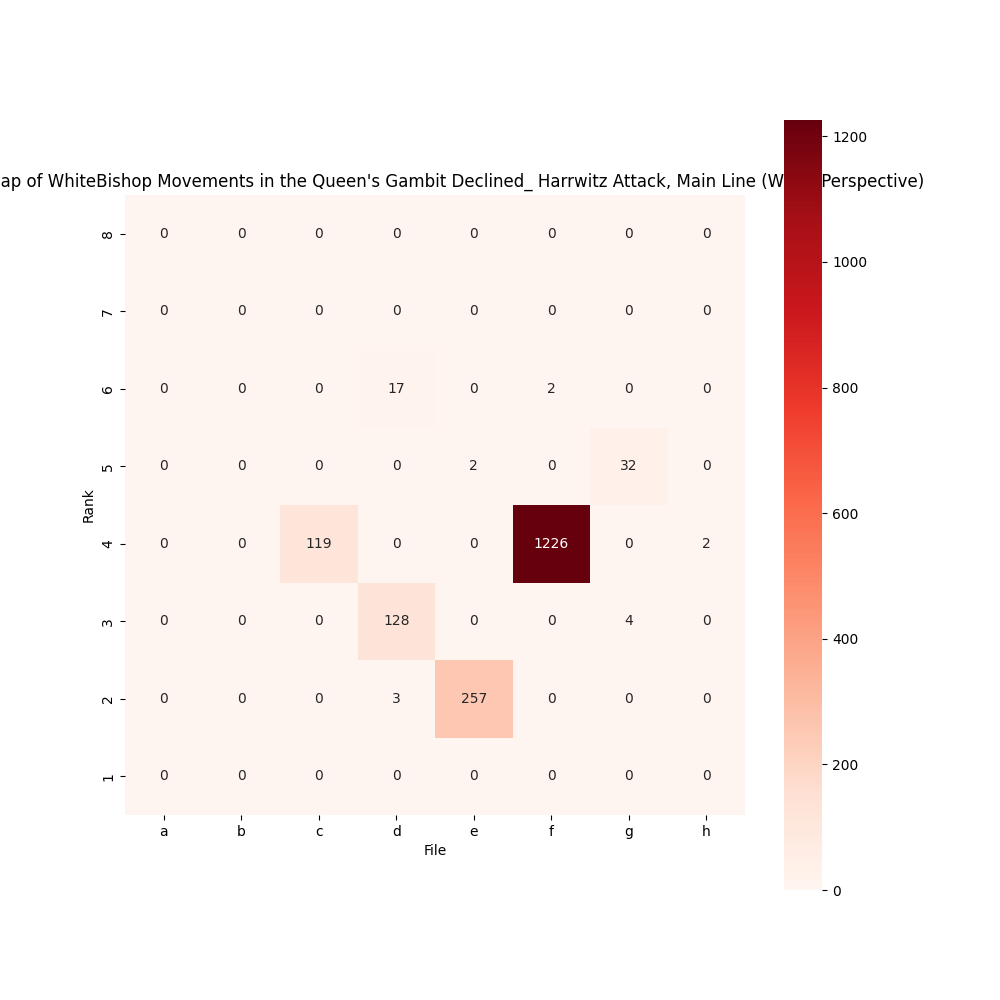 ap of WhiteBishop Movements in the Queen's Gambit Declined_ Harrwitz Attack, Main Line (W Perspective)
Rank
8 0 0 0 0 0 0 0 0
7 0 0 0 0 0 0 0 0
6 0 0 0 17 0 2 0 0
5 0 0 0 0 2 0 32 0
4 0 0 119 0 0 1226 0 2
3 0 0 0 128 0 0 4 0
2 0 0 0 3 257 0 0 0
1 0 0 0 0 0 0 0 0
a b c d e f g h
File
1200
1000
800
600
400
200
0